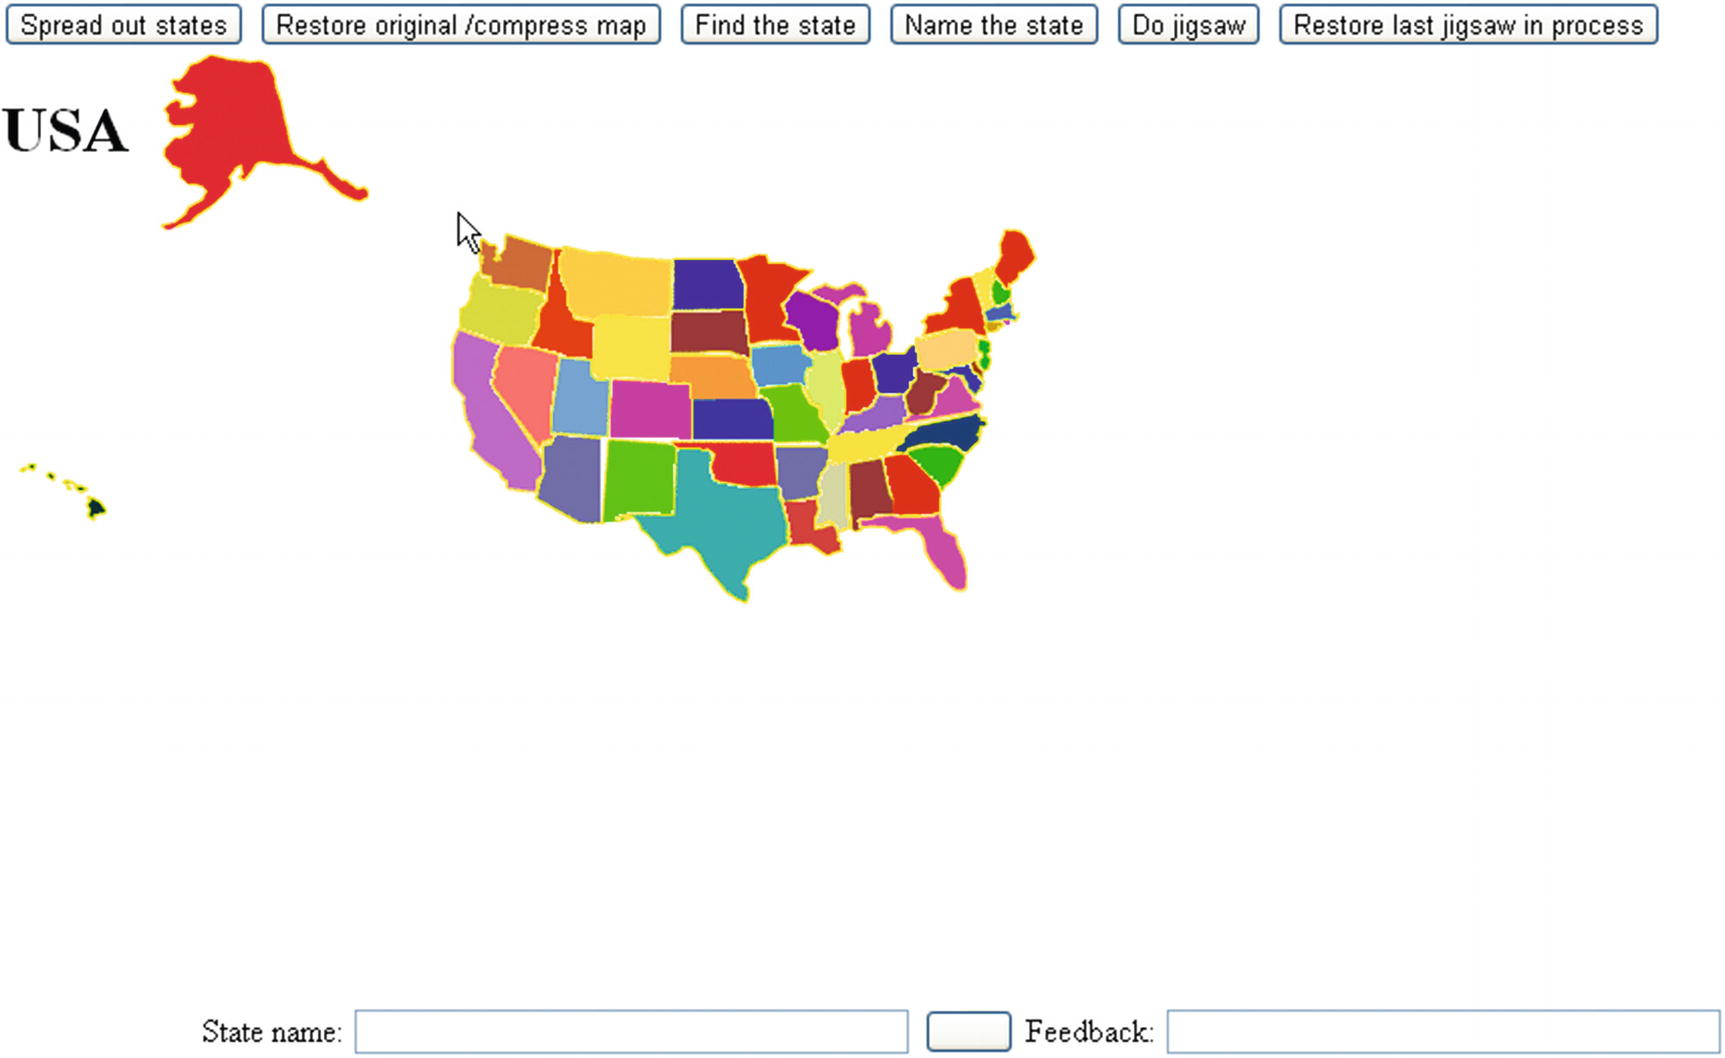 Spread out states Restore original /compress map Find the state Name the state Do jigsaw Restore last jigsaw in process
USA
State name: Feedback: